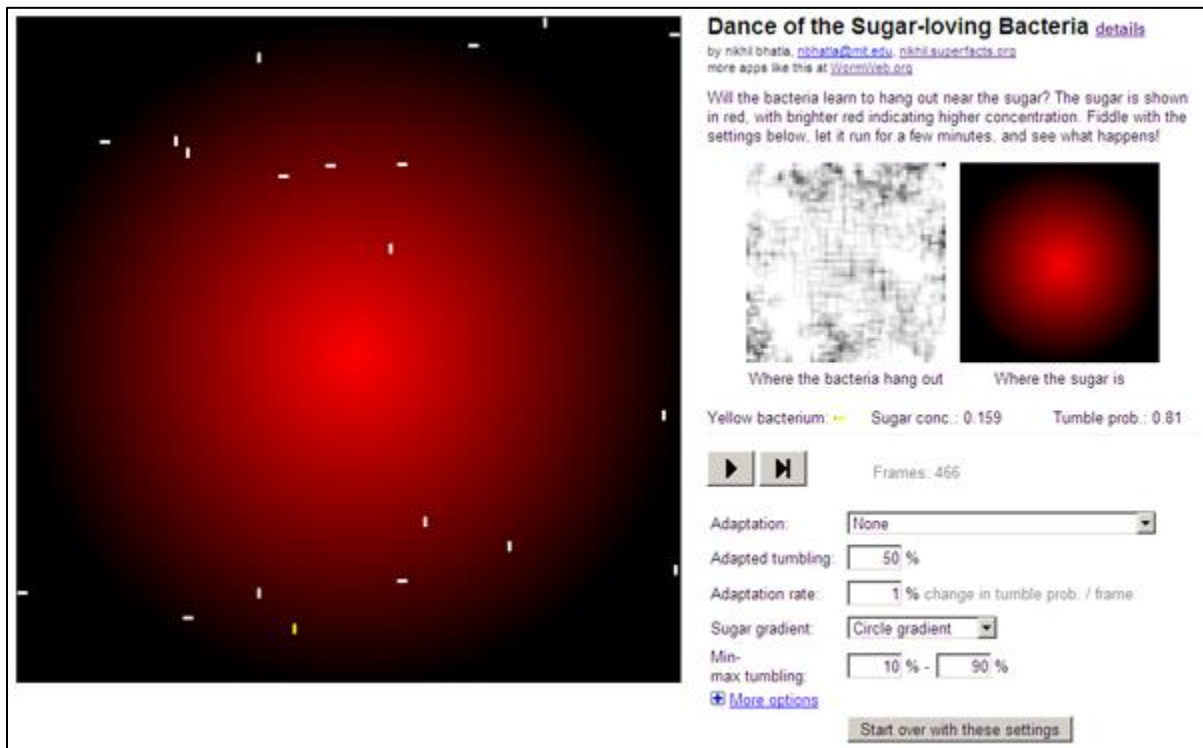 Dance of the Sugar-loving Bacteria details
by nikhil bhatla, nbhatla@mit.edu, nikhil.superfacts.org
more apps like this at WormWeb.org
Will the bacteria learn to hang out near the sugar? The sugar is shown
in red, with brighter red indicating higher concentration. Fiddle with the
settings below, let it run for a few minutes, and see what happens!
Where the bacteria hang out Where the sugar is
Yellow bacterium: Sugar conc.: 0.159 Tumble prob.: 0.81
Frames: 466
Adaptation: None
Adapted tumbling: 50 %
Adaptation rate: 1 % change in tumble prob. / frame
Sugar gradient: Circle gradient
Min-
max tumbling: 10 % - 90 %
More options
Start over with these settings